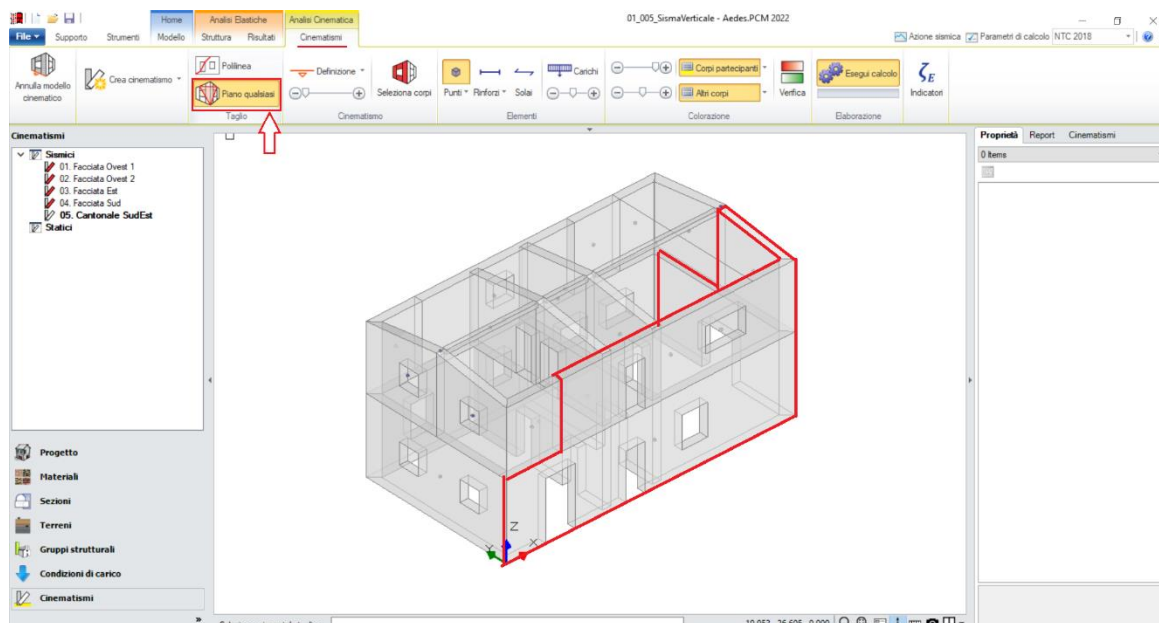 01_005_SismaVerticale - Aedes.PCM 2022
Home Analisi Elastiche Analisi Cinematica
File Supporto Strumenti Modello Struttura Risultati Cinematismi Azione sismica Parametri di calcolo NTC 2018
Annulla modello cinematico
Crea cinematismo
Polilinea
Piano qualsiasi
Taglio
Definizione
Seleziona corpi
Cinematismo
Punti Rinforzi Solai
Carichi
Elementi
Corpi partecipanti
Altri corpi
Verifica
Colorazione
Esegui calcolo
Elaborazione
ζE
Indicatori
Cinematismi
Sismici
01. Facciata Ovest 1
02. Facciata Ovest 2
03. Facciata Est
04. Facciata Sud
05. Cantonale SudEst
Statici
Progetto
Materiali
Sezioni
Terreni
Gruppi strutturali
Condizioni di carico
Cinematismi
Z
X
Y
Proprietà Report Cinematismi
0 Items